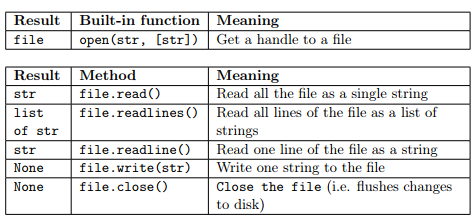 Result Built-in function Meaning
file open(str, [str]) Get a handle to a file
Result Method Meaning
str file.read() Read all the file as a single string
list file.readlines() Read all lines of the file as a list of
of str strings
str file.readline() Read one line of the file as a string
None file.write(str) Write one string to the file
None file.close() Close the file (i.e. flushes changes
to disk)